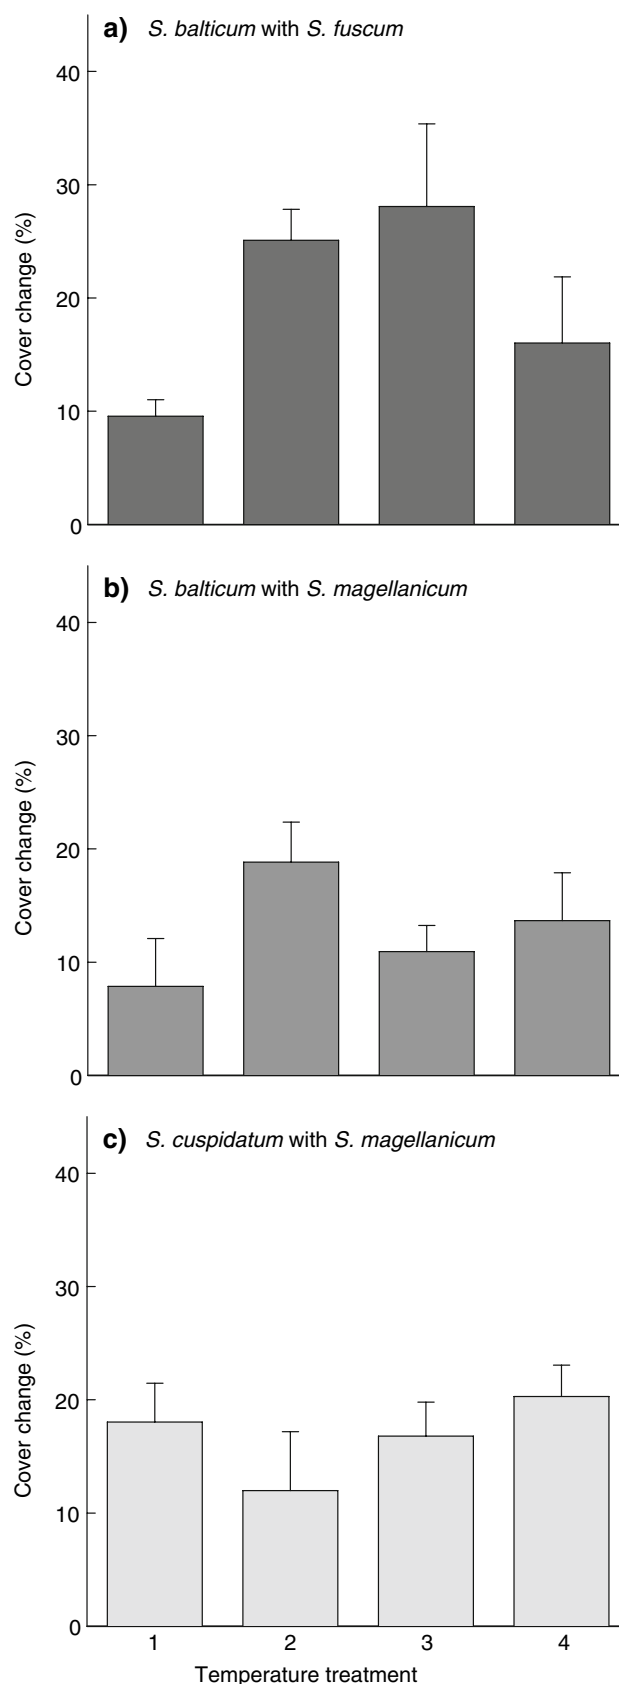 a) S. balticum with S. fuscum
40
30
20
10
0
Cover change (%)
b) S. balticum with S. magellanicum
40
30
20
10
0
Cover change (%)
c) S. cuspidatum with S. magellanicum
40
30
20
10
0
Cover change (%)
1 2 3 4
Temperature treatment